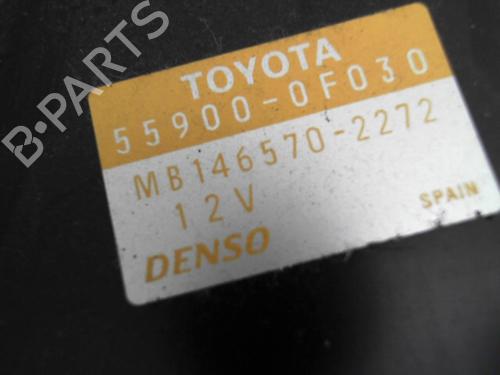 B-PARTS
TOYOTA
55900-0F030
MB146570-2272
12V
DENSO
SPAIN